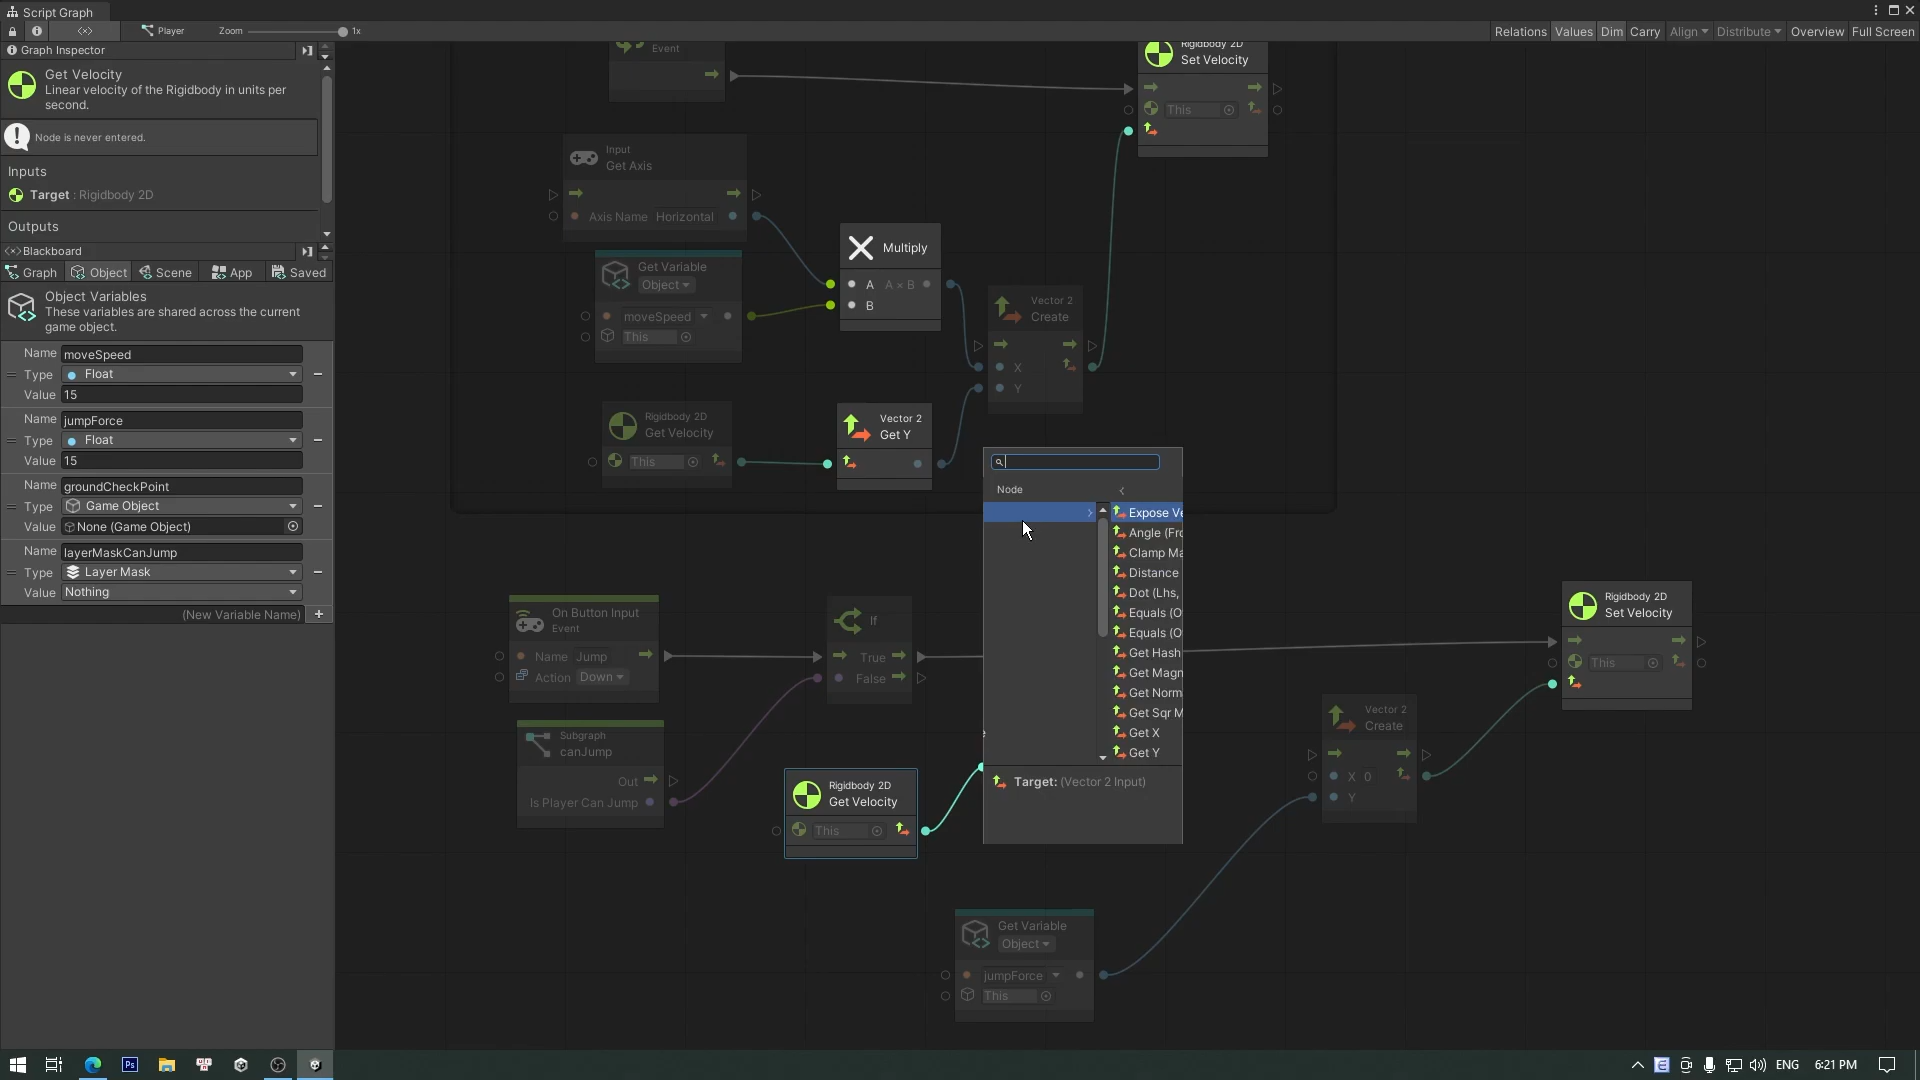 Script Graph
Player
Zoom
1x
Relations
Values
Dim
Carry
Align
Distribute
Overview
Full Screen
Graph Inspector
Get Velocity
Linear velocity of the Rigidbody in units per
second.
Node is never entered.
Inputs
Target : Rigidbody 2D
Outputs
Blackboard
Graph
Object
Scene
App
Saved
Object Variables
These variables are shared across the current
game object.
Name moveSpeed
Type Float
Value 15
Name jumpForce
Type Float
Value 15
Name groundCheckPoint
Type Game Object
Value None (Game Object)
Name layerMaskCanJump
Type Layer Mask
Value Nothing
(New Variable Name)
Event
Rigidbody 2D
Set Velocity
This
Input
Get Axis
Axis Name Horizontal
Get Variable
Object
moveSpeed
This
Multiply
A A × B
B
Vector 2
Create
X
Y
Rigidbody 2D
Get Velocity
This
Vector 2
Get Y
Node
Expose Ve
Angle (Fro
Clamp Ma
Distance
Dot (Lhs,
Equals (O
Equals (O
Get Hash
Get Magn
Get Norm
Get Sqr M
Get X
Get Y
Target: (Vector 2 Input)
On Button Input
Event
Name Jump
Action Down
If
True
False
Subgraph
canJump
Out
Is Player Can Jump
Rigidbody 2D
Get Velocity
This
Rigidbody 2D
Set Velocity
This
Vector 2
Create
X 0
Y
Get Variable
Object
jumpForce
This
Ps
ENG
6:21 PM